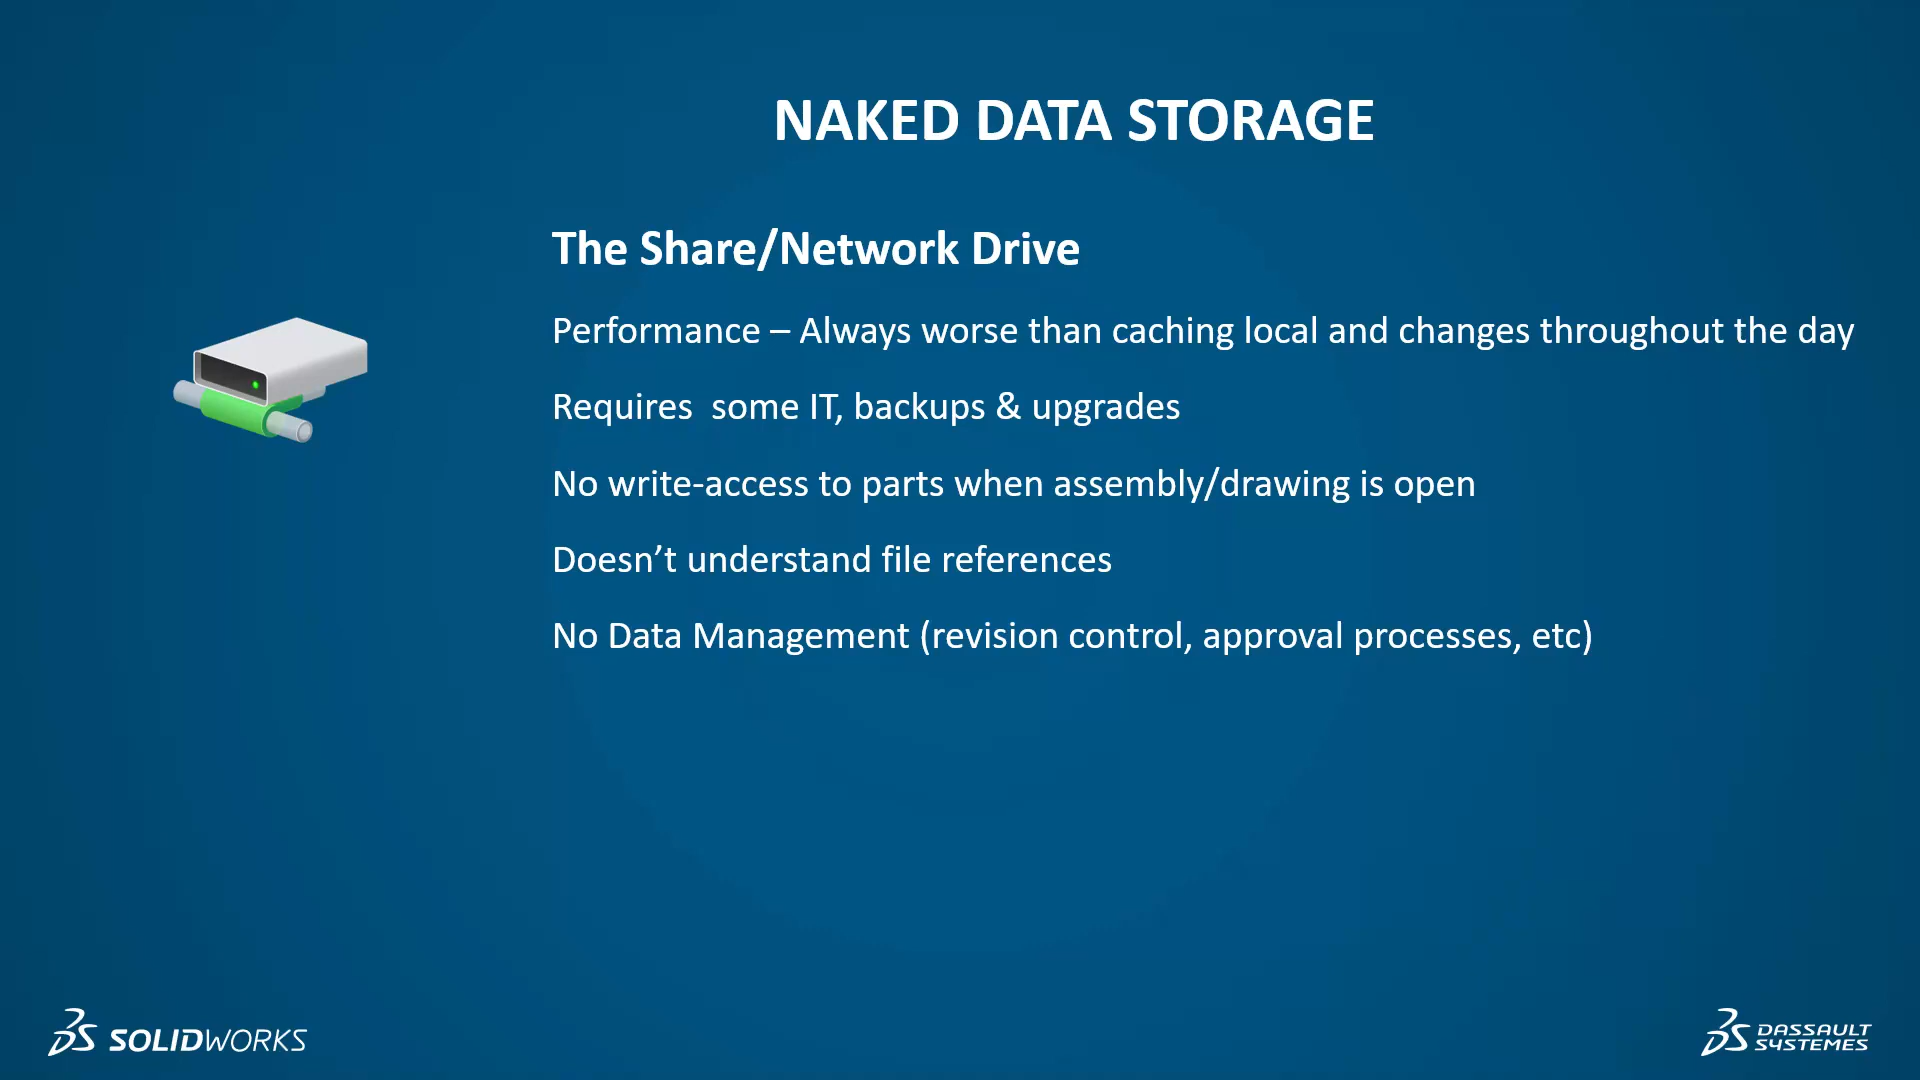 NAKED DATA STORAGE
The Share/Network Drive
Performance – Always worse than caching local and changes throughout the day
Requires  some IT, backups & upgrades
No write-access to parts when assembly/drawing is open
Doesn’t understand file references
No Data Management (revision control, approval processes, etc)
SOLIDWORKS
DASSAULT
SYSTEMES